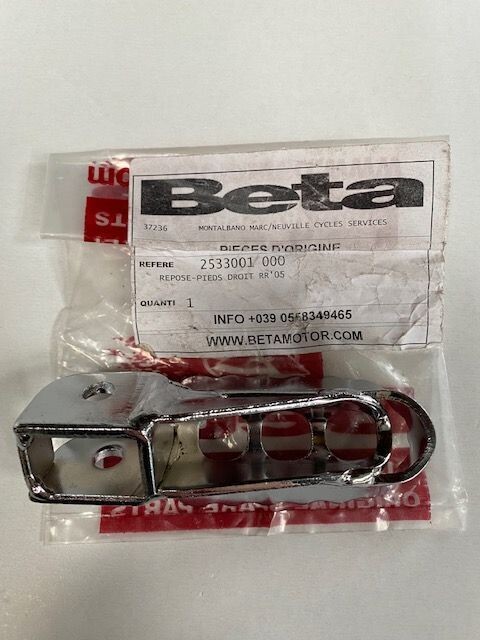 Beta
37236 MONTALBANO MARC/NEUVILLE CYCLES SERVICES
PIECES D'ORIGINE
REFERE 2533001 000
REPOSE-PIEDS DROIT RR'05
QUANTI 1
INFO +039 0558349465
WWW.BETAMOTOR.COM